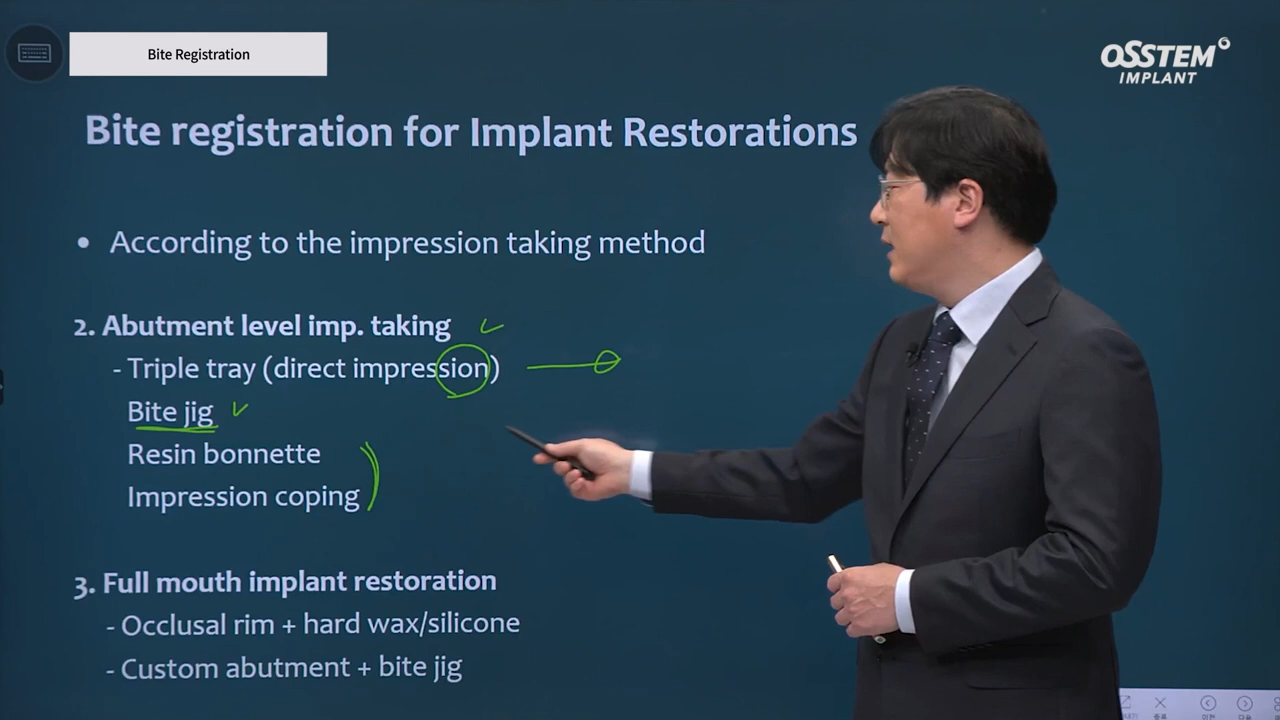 Bite Registration
OSSTEM
IMPLANT
Bite registration for Implant Restorations
• According to the impression taking method
2. Abutment level imp. taking
- Triple tray (direct impression)
Bite jig
Resin bonnette
Impression coping
3. Full mouth implant restoration
- Occlusal rim + hard wax/silicone
- Custom abutment + bite jig